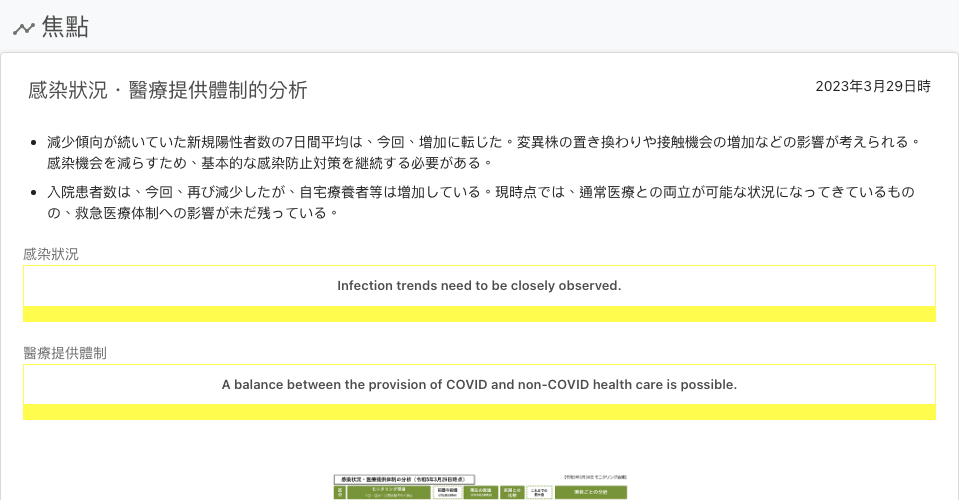 焦點
感染狀況・醫療提供體制的分析
2023年3月29日時
減少傾向が続いていた新規陽性者数の7日間平均は、今回、増加に転じた。変異株の置き換わりや接触機会の増加などの影響が考えられる。
感染機会を減らすため、基本的な感染防止対策を継続する必要がある。
入院患者数は、今回、再び減少したが、自宅療養者等は増加している。現時点では、通常医療との両立が可能な状況になってきているもの
の、救急医療体制への影響が未だ残っている。
感染狀況
Infection trends need to be closely observed.
醫療提供體制
A balance between the provision of COVID and non-COVID health care is possible.
感染状況・医療提供体制の分析（令和5年3月29日時点）